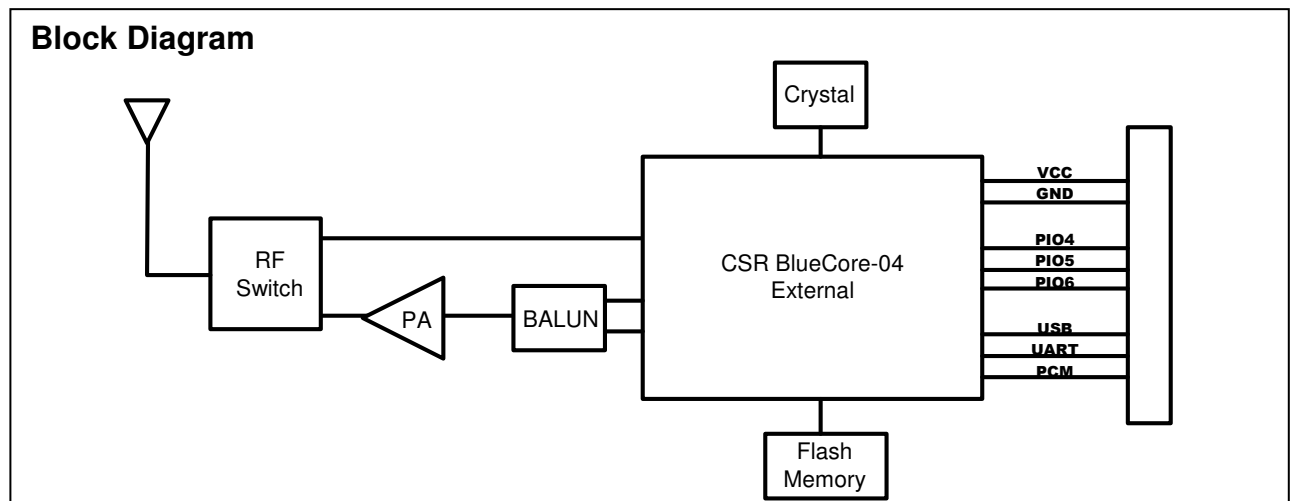 Block Diagram
Crystal
VCC
GND
RF
Switch
PA
BALUN
CSR BlueCore-04
External
PIO4
PIO5
PIO6
USB
UART
PCM
Flash
Memory